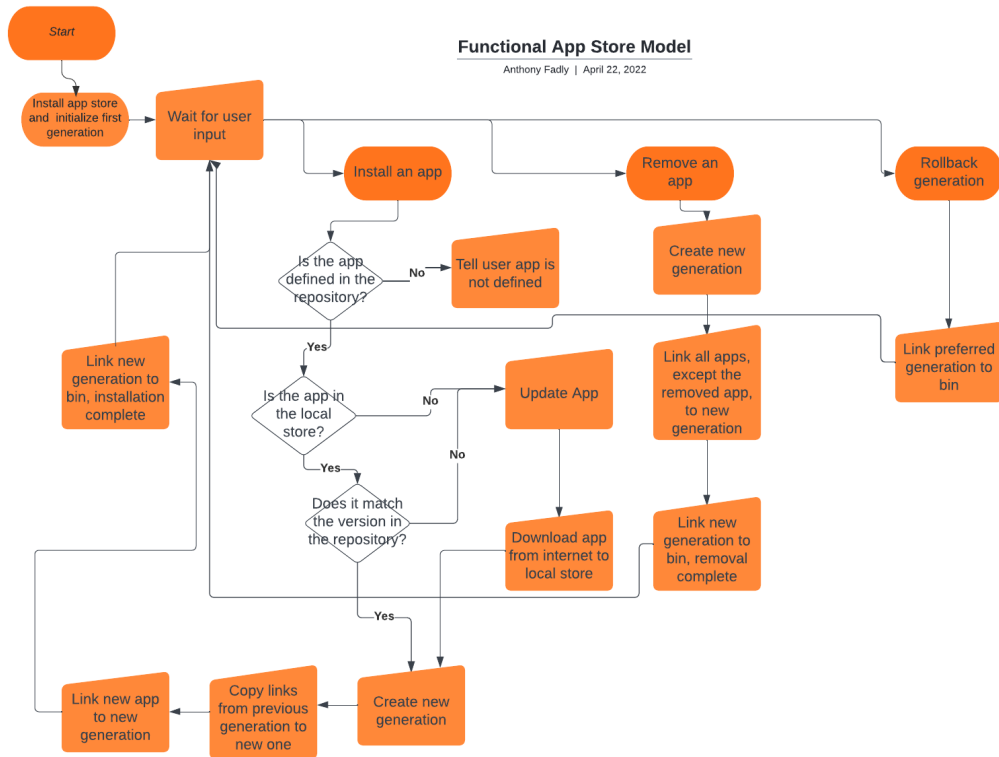 Start
Functional App Store Model
Anthony Fadly | April 22, 2022
Install app store
and initialize first
generation
Wait for user
input
Install an app
Remove an
app
Rollback
generation
Is the app
defined in the
repository?
No
Tell user app is
not defined
Create new
generation
Yes
Link new
generation to
bin, installation
complete
Is the app in
the local
store?
No
Update App
Link all apps,
except the
removed app,
to new
generation
Link preferred
generation to
bin
Yes
No
Does it match
the version in
the repository?
Download app
from internet to
local store
Link new
generation to
bin, removal
complete
Yes
Link new app
to new
generation
Copy links
from previous
generation to
new one
Create new
generation